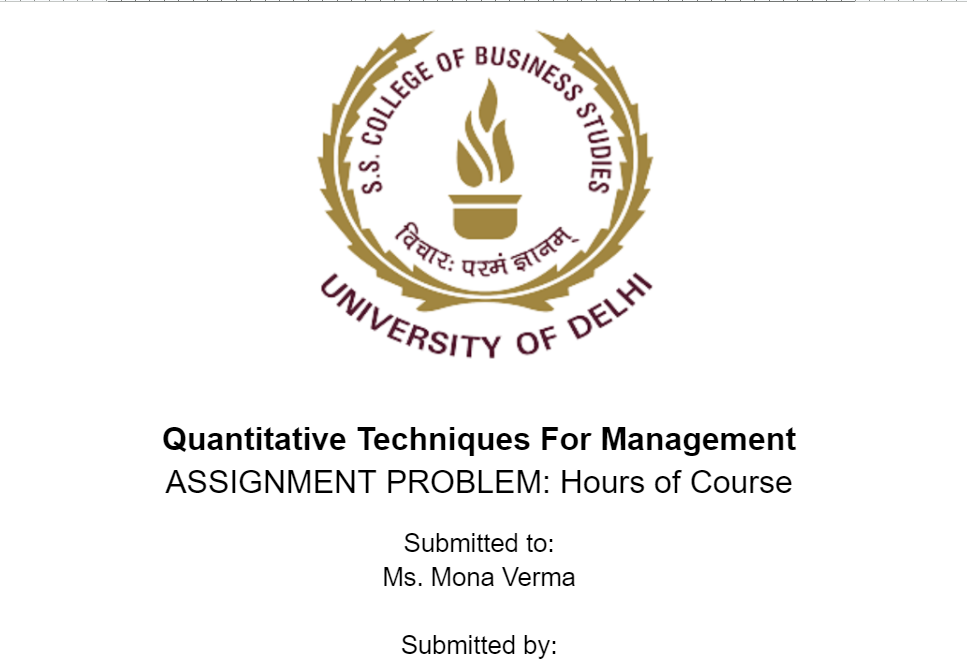 S.S. COLLEGE OF BUSINESS STUDIES
विचारः परमं ज्ञानम्
UNIVERSITY OF DELHI
Quantitative Techniques For Management
ASSIGNMENT PROBLEM: Hours of Course
Submitted to:
Ms. Mona Verma
Submitted by: